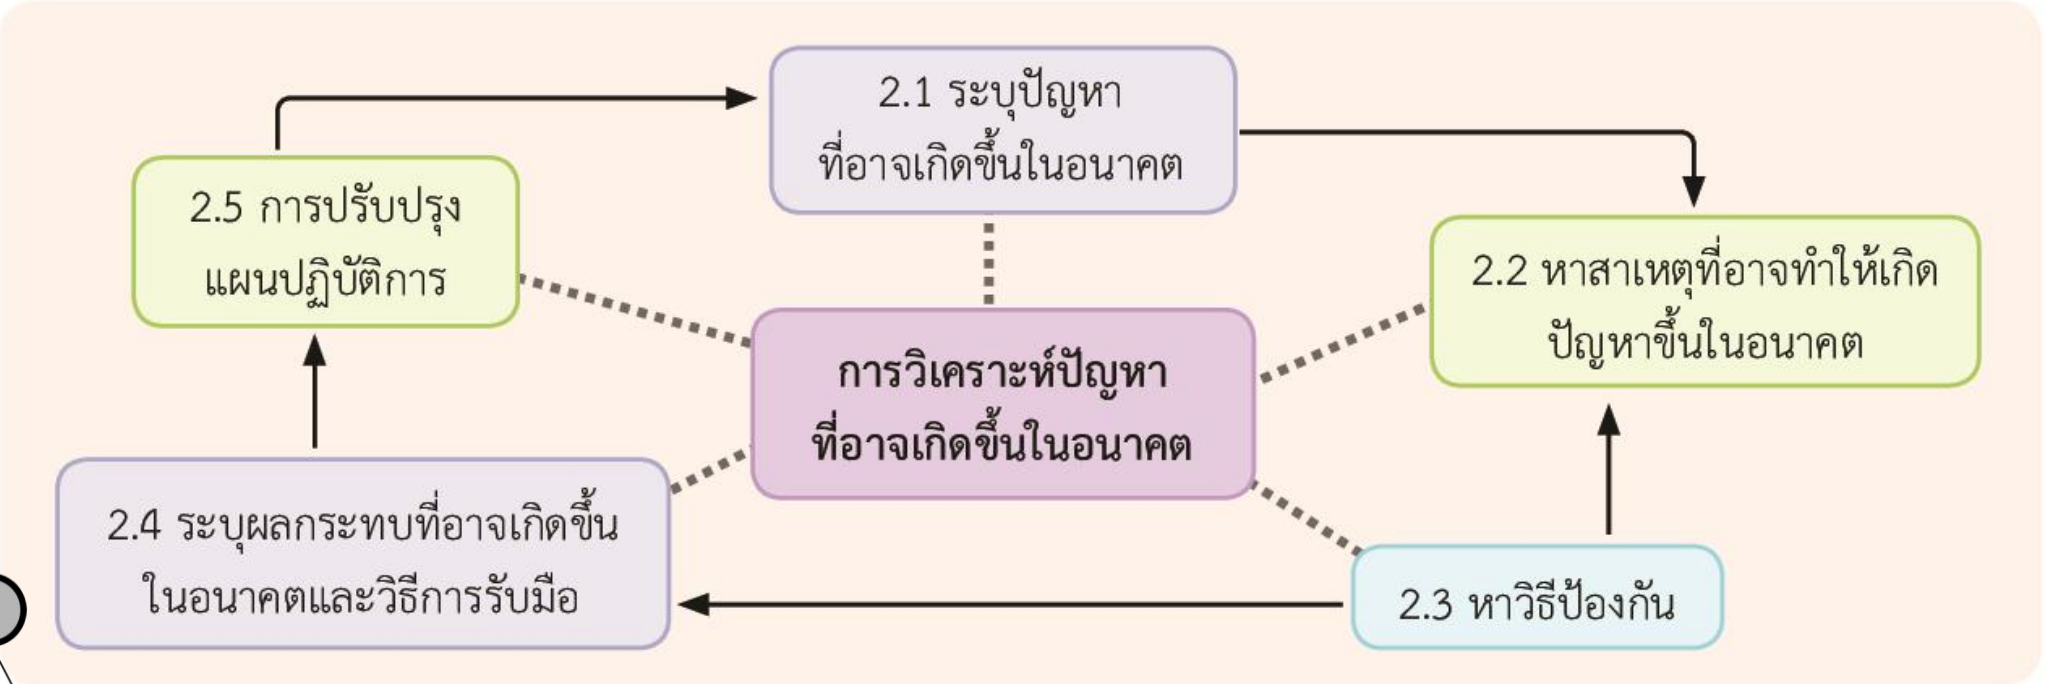 2.1 ระบุปัญหา
ที่อาจเกิดขึ้นในอนาคต
2.2 หาสาเหตุที่อาจทำให้เกิด
ปัญหาขึ้นในอนาคต
2.3 หาวิธีป้องกัน
2.4 ระบุผลกระทบที่อาจเกิดขึ้น
ในอนาคตและวิธีการรับมือ
2.5 การปรับปรุง
แผนปฏิบัติการ
การวิเคราะห์ปัญหา
ที่อาจเกิดขึ้นในอนาคต